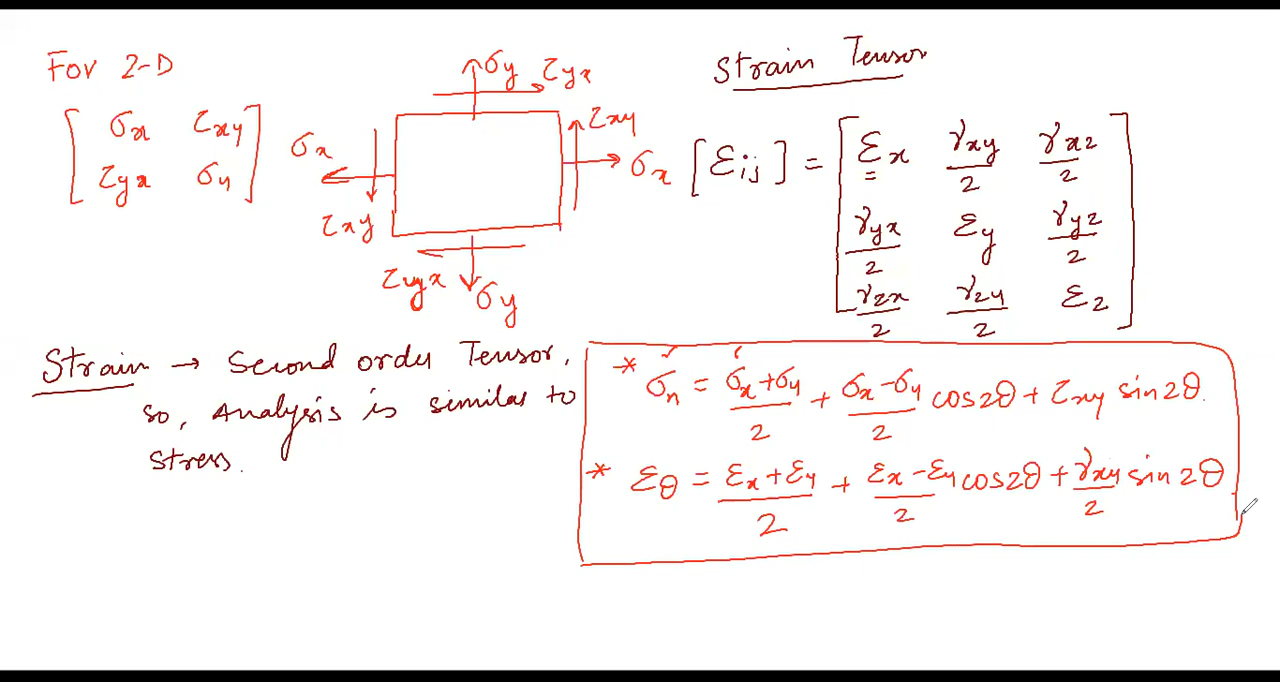 For 2-D
[ σx τxy
τyx σy ]
σy τyx
τxy
σx
σx
τxy
τyx
σy
Strain Tensor
[εij] = [ εx γxy/2 γxz/2
γyx/2 εy γyz/2
γzx/2 γzy/2 εz ]
Strain → Second order Tensor,
so, Analysis is similar to
stress.
* σn = (σx+σy)/2 + (σx-σy)/2 cos2θ + τxy sin2θ.
* εθ = (εx+εy)/2 + (εx-εy)/2 cos2θ + γxy/2 sin2θ